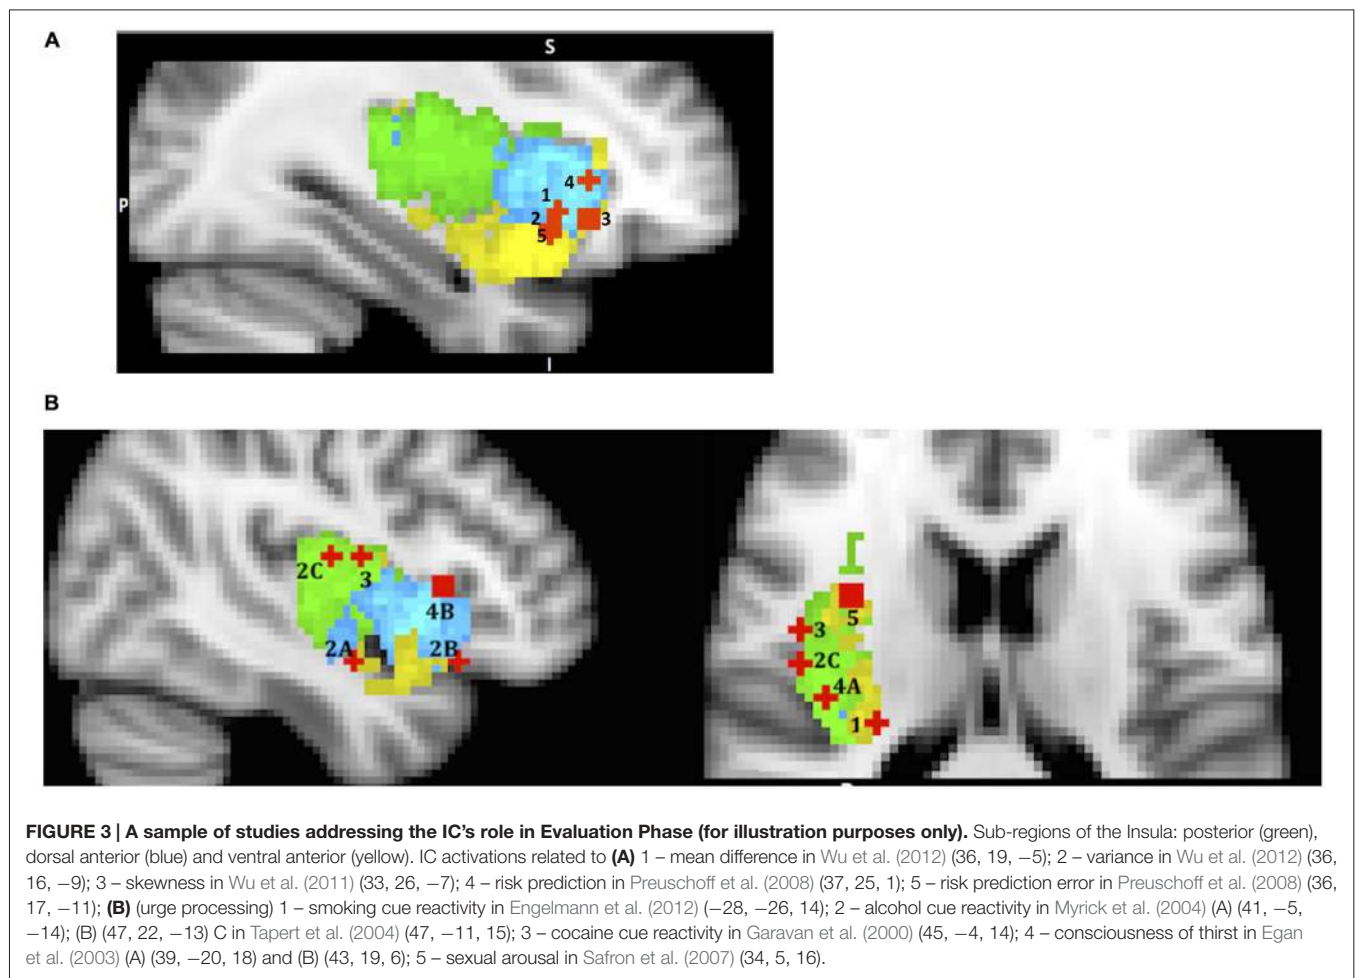 A
S
P
4
1
2
3
5
I
B
2C
3
4B
2A
2B
5
3
2C
4A
1
FIGURE 3 | A sample of studies addressing the IC's role in Evaluation Phase (for illustration purposes only). Sub-regions of the Insula: posterior (green),
dorsal anterior (blue) and ventral anterior (yellow). IC activations related to (A) 1 – mean difference in Wu et al. (2012) (36, 19, −5); 2 – variance in Wu et al. (2012) (36,
16, −9); 3 – skewness in Wu et al. (2011) (33, 26, −7); 4 – risk prediction in Preuschoff et al. (2008) (37, 25, 1); 5 – risk prediction error in Preuschoff et al. (2008) (36,
17, −11); (B) (urge processing) 1 – smoking cue reactivity in Engelmann et al. (2012) (−28, −26, 14); 2 – alcohol cue reactivity in Myrick et al. (2004) (A) (41, −5,
−14); (B) (47, 22, −13) C in Tapert et al. (2004) (47, −11, 15); 3 – cocaine cue reactivity in Garavan et al. (2000) (45, −4, 14); 4 – consciousness of thirst in Egan
et al. (2003) (A) (39, −20, 18) and (B) (43, 19, 6); 5 – sexual arousal in Safron et al. (2007) (34, 5, 16).